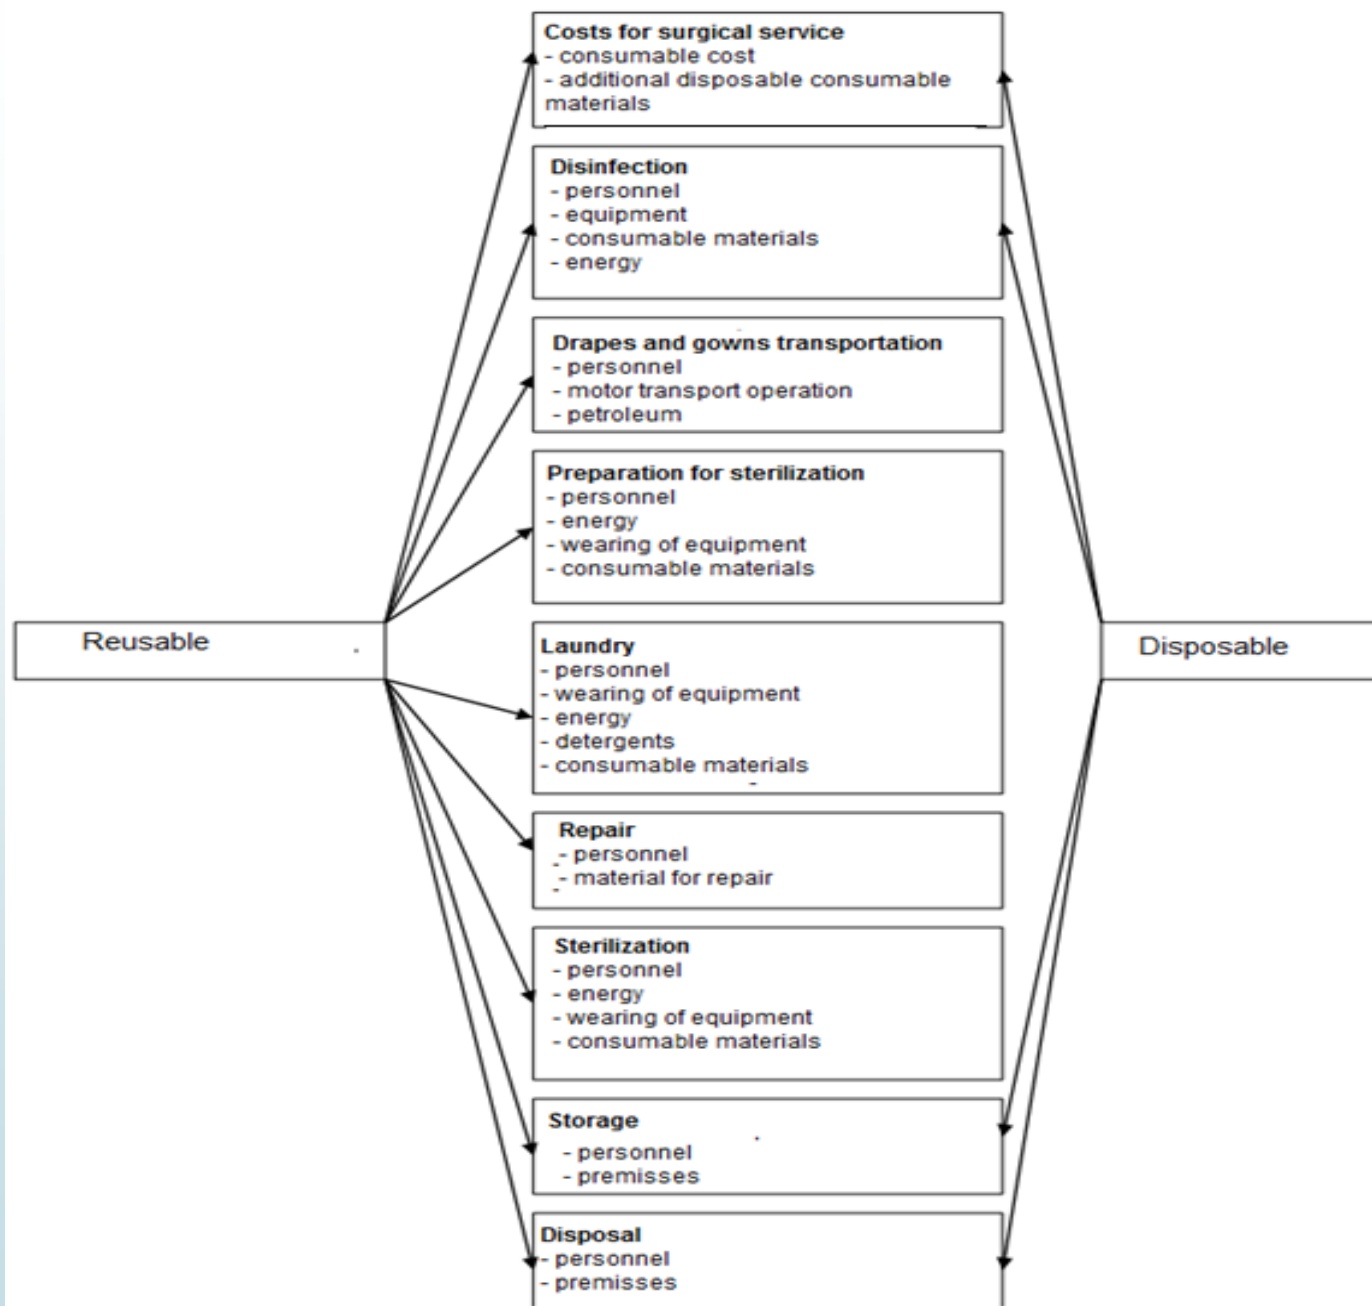 Costs for surgical service
- consumable cost
- additional disposable consumable
materials
Disinfection
- personnel
- equipment
- consumable materials
- energy
Drapes and gowns transportation
- personnel
- motor transport operation
- petroleum
Preparation for sterilization
- personnel
- energy
- wearing of equipment
- consumable materials
Reusable
Laundry
- personnel
- wearing of equipment
- energy
- detergents
- consumable materials
Disposable
Repair
- personnel
- material for repair
Sterilization
- personnel
- energy
- wearing of equipment
- consumable materials
Storage
- personnel
- premisses
Disposal
- personnel
- premisses